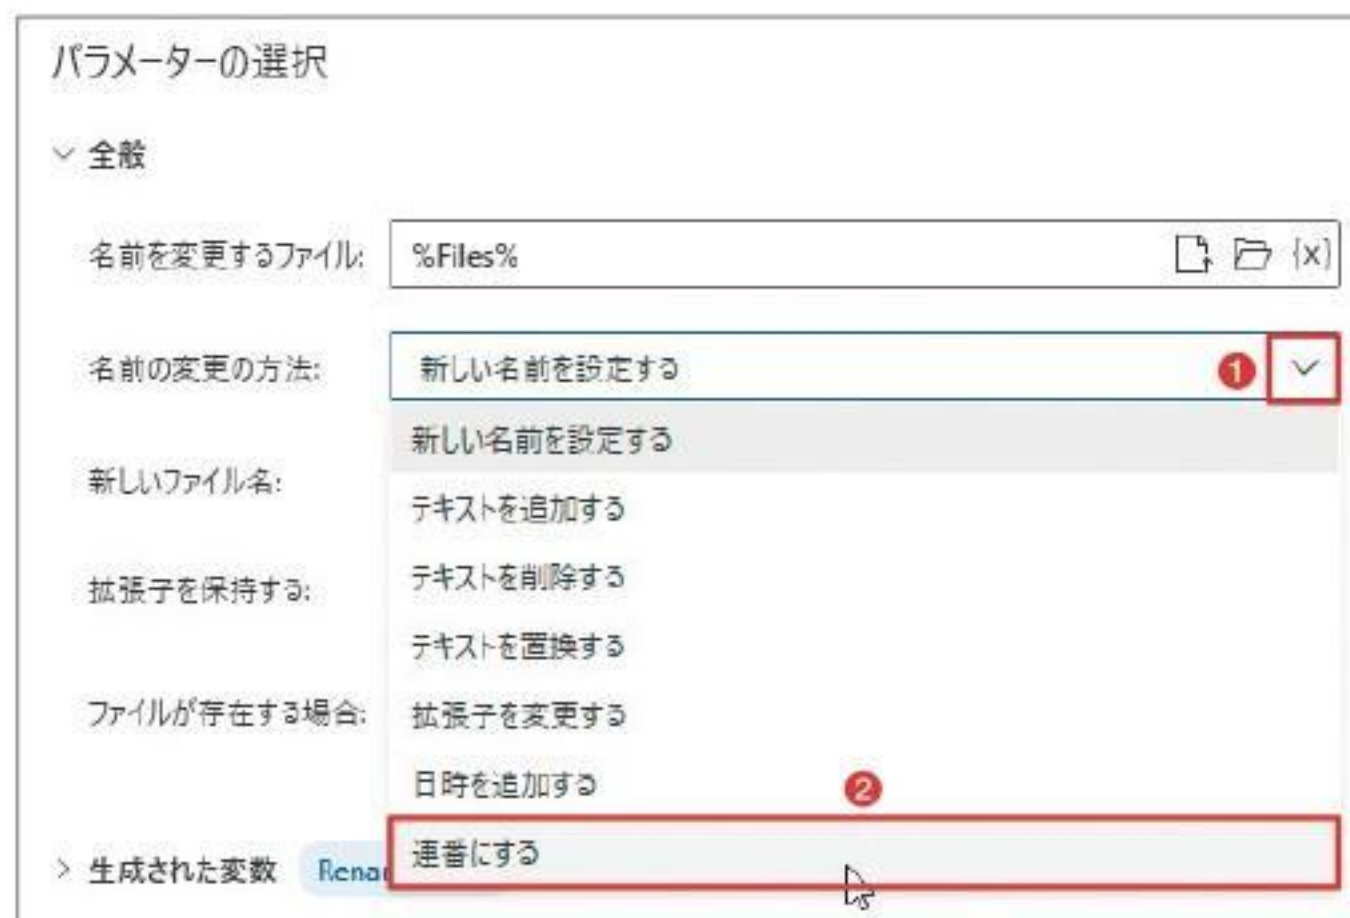 パラメーターの選択
全般
名前を変更するファイル: %Files% {x}
名前の変更の方法: 新しい名前を設定する 1
新しい名前を設定する
新しいファイル名:
テキストを追加する
テキストを削除する
拡張子を保持する:
テキストを置換する
ファイルが存在する場合:
拡張子を変更する
日時を追加する
2
連番にする
生成された変数 Rena